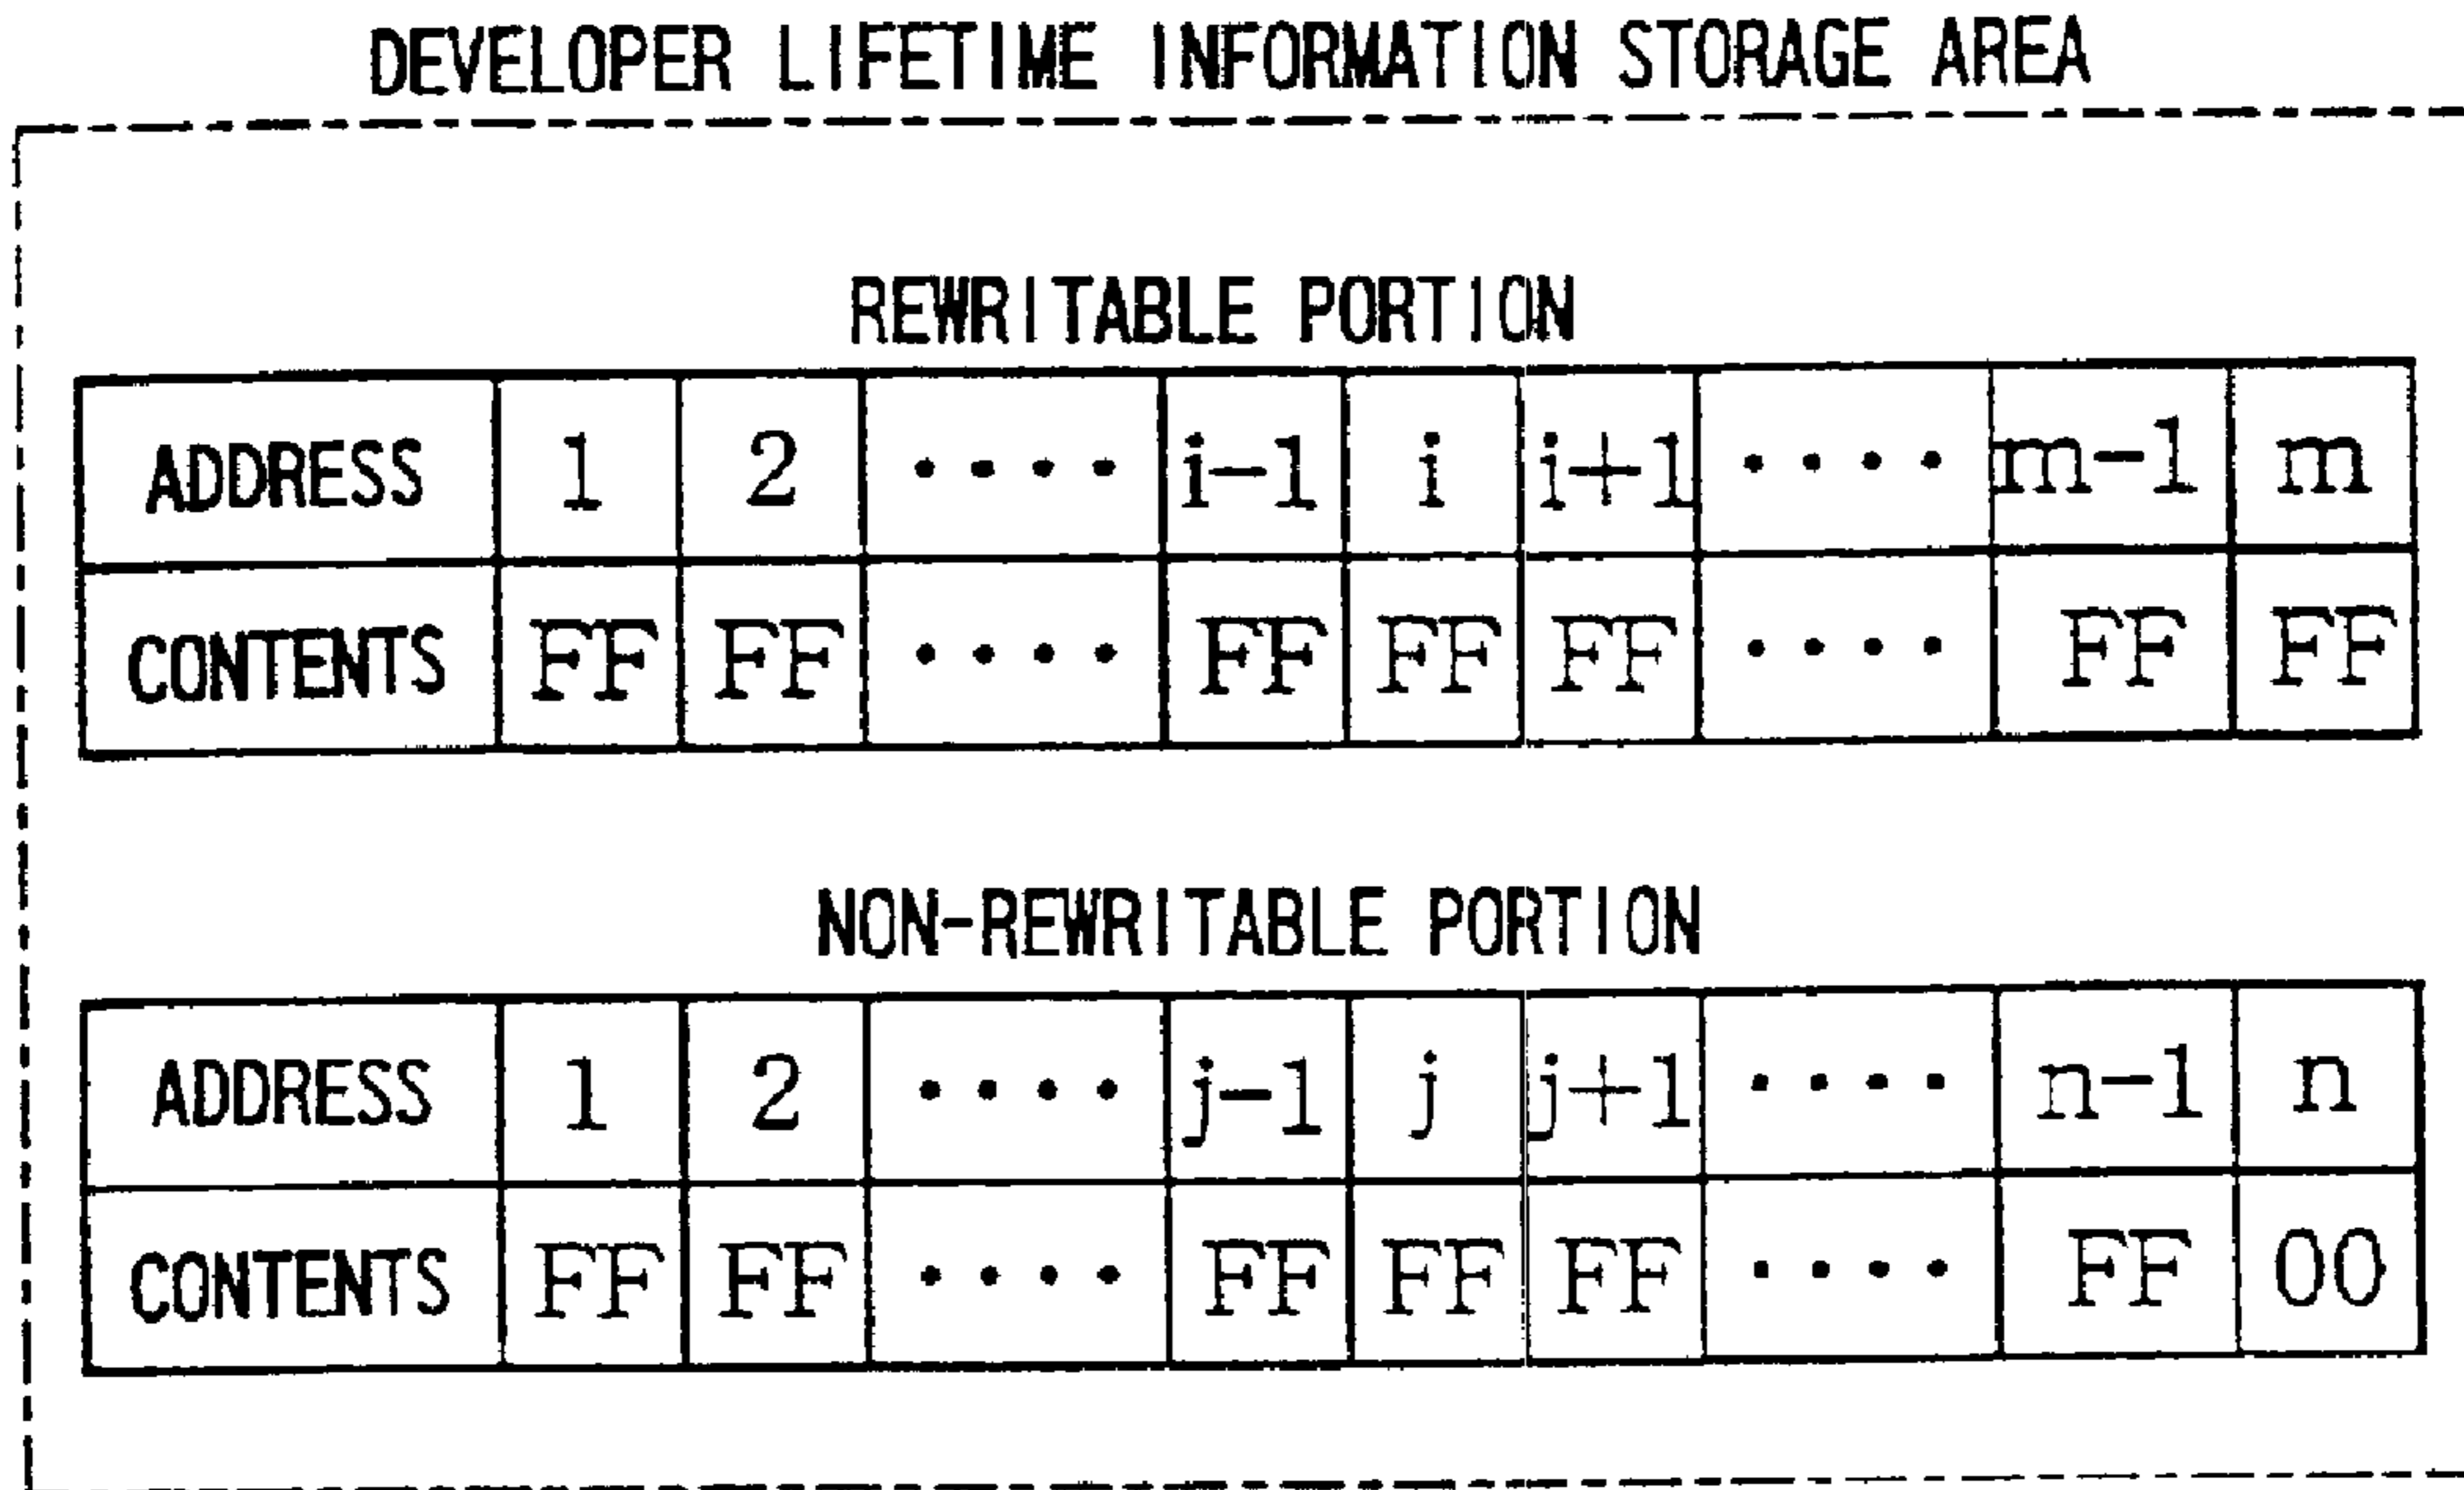 DEVELOPER LIFETIME INFORMATION STORAGE AREA
REWRITABLE PORTION
ADDRESS 1 2 •••• i-1 i i+1 •••• m-1 m
CONTENTS FF FF •••• FF FF FF •••• FF FF
NON-REWRITABLE PORTION
ADDRESS 1 2 •••• j-1 j j+1 •••• n-1 n
CONTENTS FF FF •••• FF FF FF •••• FF 00